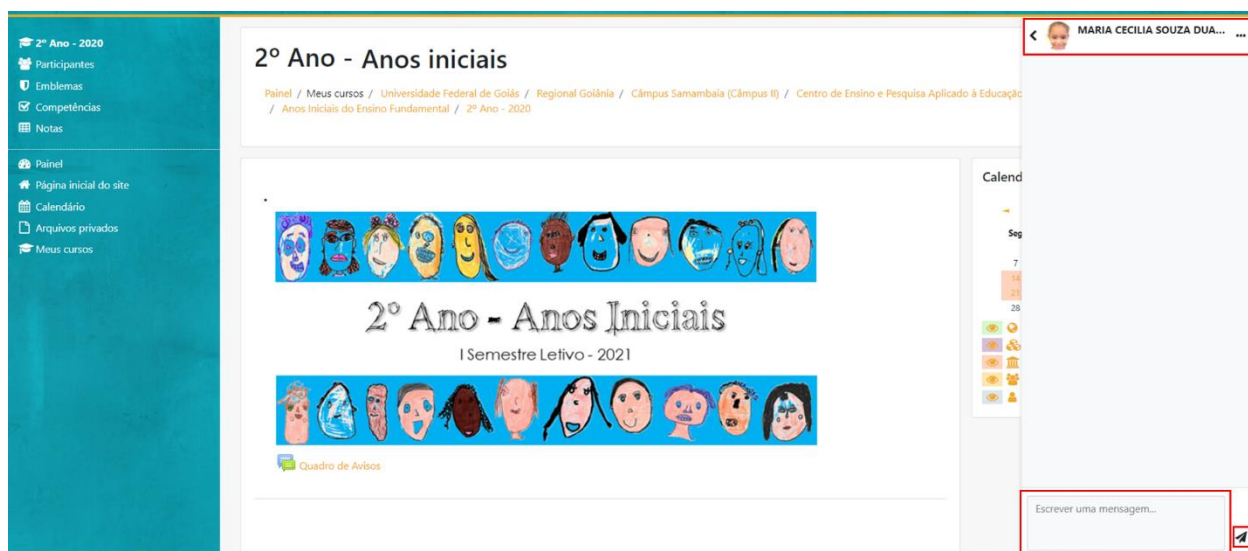 2º Ano - 2020
Participantes
Emblemas
Competências
Notas
Painel
Página inicial do site
Calendário
Arquivos privados
Meus cursos
2º Ano - Anos iniciais
Painel / Meus cursos / Universidade Federal de Goiás / Regional Goiânia / Câmpus Samambaia (Câmpus II) / Centro de Ensino e Pesquisa Aplicado à Educação
/ Anos Iniciais do Ensino Fundamental / 2º Ano - 2020
2º Ano - Anos Iniciais
I Semestre Letivo - 2021
Quadro de Avisos
Calend
Seg
7
14
21
28
MARIA CECILIA SOUZA DUA... ...
Escrever uma mensagem...